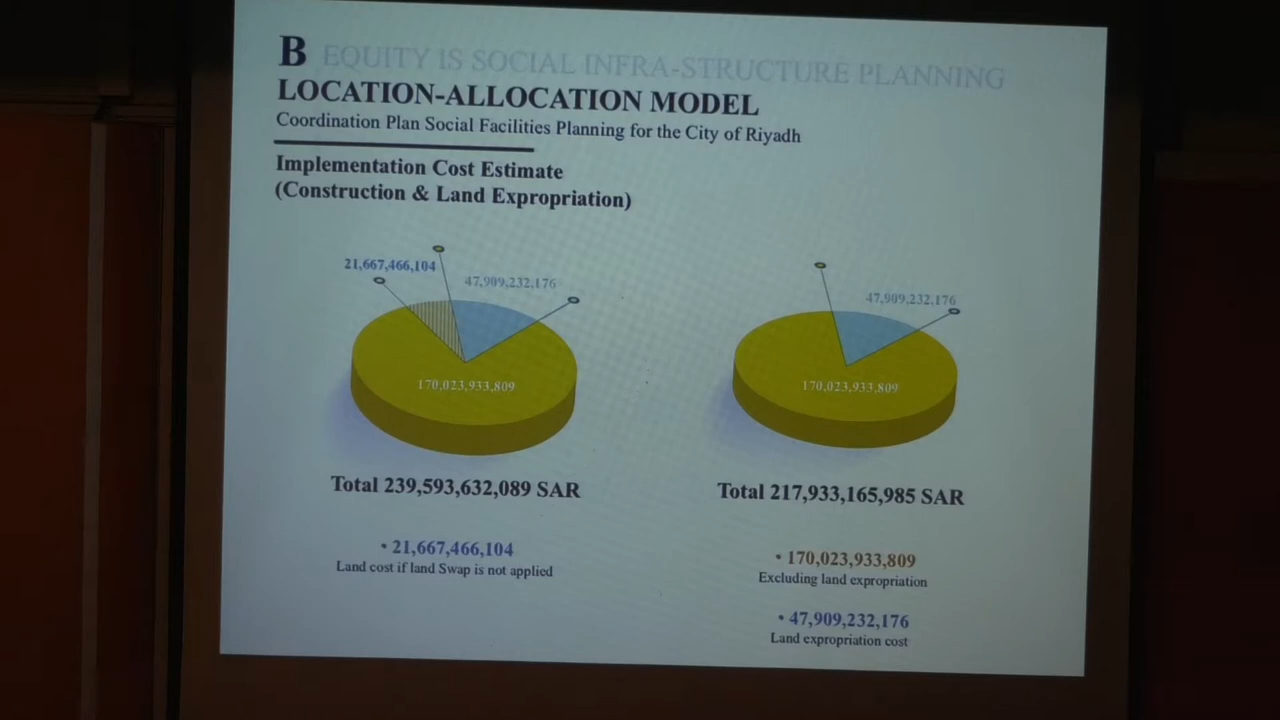 B EQUITY IS SOCIAL INFRA-STRUCTURE PLANNING
LOCATION-ALLOCATION MODEL
Coordination Plan Social Facilities Planning for the City of Riyadh
Implementation Cost Estimate
(Construction & Land Expropriation)
21,667,466,104
47,909,232,176
170,023,933,809
Total 239,593,632,089 SAR
• 21,667,466,104
Land cost if land Swap is not applied
47,909,232,176
170,023,933,809
Total 217,933,165,985 SAR
• 170,023,933,809
Excluding land expropriation
• 47,909,232,176
Land expropriation cost